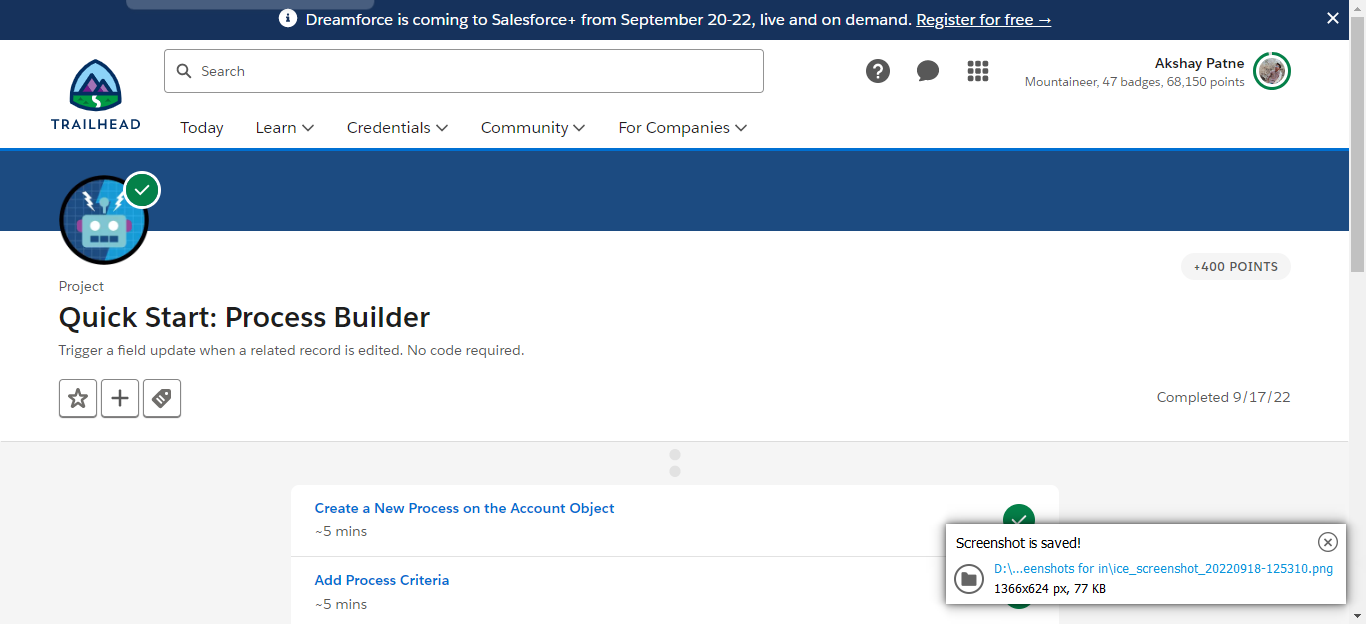 Dreamforce is coming to Salesforce+ from September 20-22, live and on demand. Register for free →
Search
Akshay Patne
Mountaineer, 47 badges, 68,150 points
TRAILHEAD
Today Learn Credentials Community For Companies
+400 POINTS
Project
Quick Start: Process Builder
Trigger a field update when a related record is edited. No code required.
Completed 9/17/22
Create a New Process on the Account Object
~5 mins
Add Process Criteria
~5 mins
Screenshot is saved!
D:\...eenshots for in\ice_screenshot_20220918-125310.png
1366x624 px, 77 KB